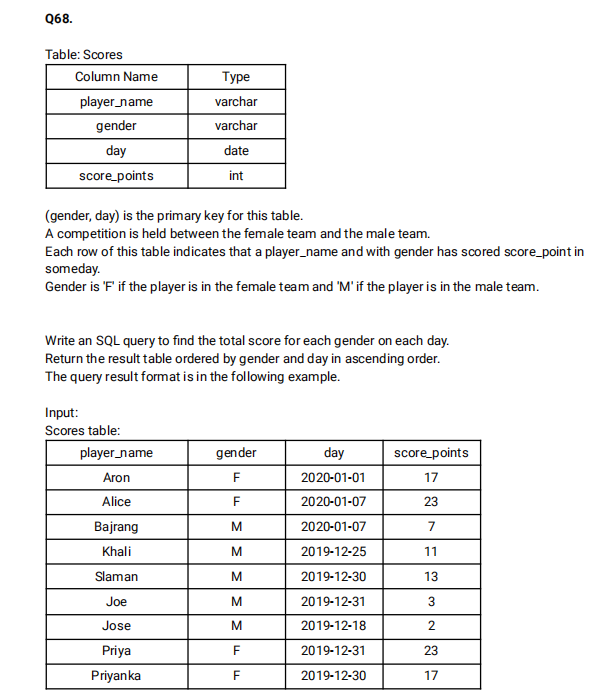 Q68.
Table: Scores
Column Name Type
player_name varchar
gender varchar
day date
score_points int
(gender, day) is the primary key for this table.
A competition is held between the female team and the male team.
Each row of this table indicates that a player_name and with gender has scored score_point in
someday.
Gender is 'F' if the player is in the female team and 'M' if the player is in the male team.
Write an SQL query to find the total score for each gender on each day.
Return the result table ordered by gender and day in ascending order.
The query result format is in the following example.
Input:
Scores table:
player_name gender day score_points
Aron F 2020-01-01 17
Alice F 2020-01-07 23
Bajrang M 2020-01-07 7
Khali M 2019-12-25 11
Slaman M 2019-12-30 13
Joe M 2019-12-31 3
Jose M 2019-12-18 2
Priya F 2019-12-31 23
Priyanka F 2019-12-30 17